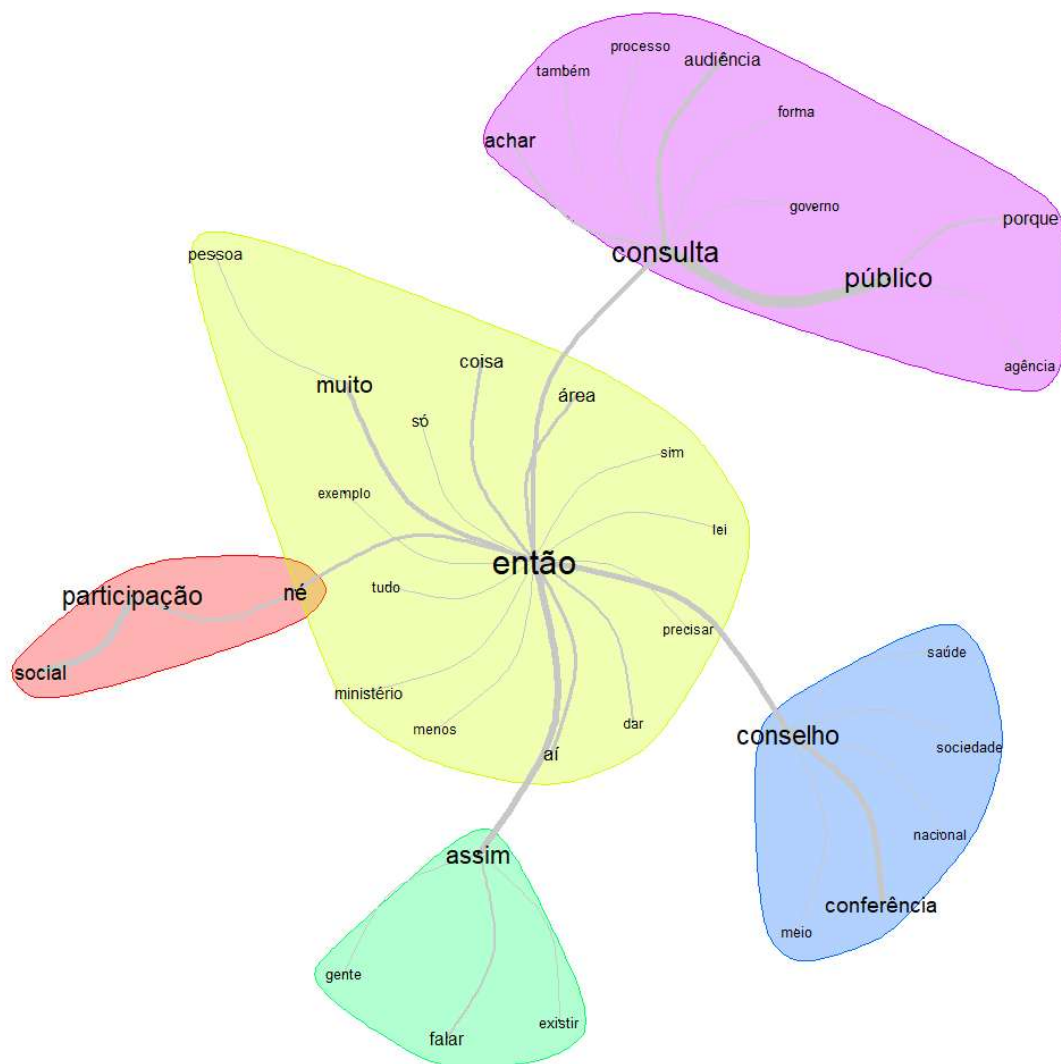 processo
audiência
também
forma
achar
governo
porque
consulta
público
pessoa
agência
coisa
muito
área
só
sim
exemplo
lei
então
tudo
né
participação
precisar
saúde
social
ministério
menos
dar
conselho
sociedade
aí
nacional
assim
conferência
meio
gente
existir
falar